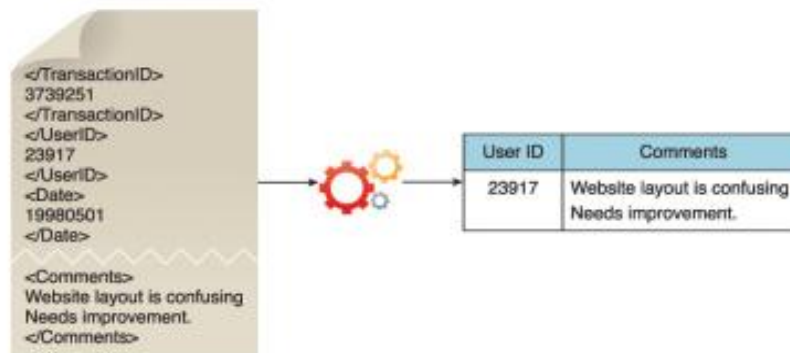 </TransactionID>
3739251
</TransactionID>
</UserID>
23917
</UserID>
<Date>
19980501
</Date>
<Comments>
Website layout is confusing
Needs improvement.
</Comments>
User ID Comments
23917 Website layout is confusing
Needs improvement.